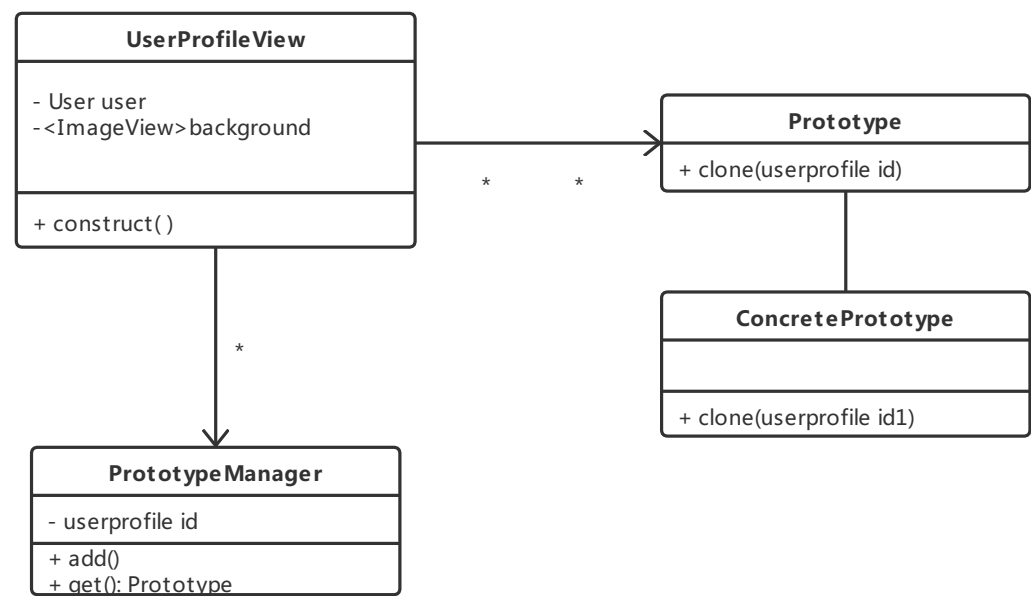 UserProfileView
- User user
-<ImageView>background
+ construct( )
Prototype
+ clone(userprofile id)
* *
ConcretePrototype
+ clone(userprofile id1)
*
PrototypeManager
- userprofile id
+ add()
+ get(): Prototype